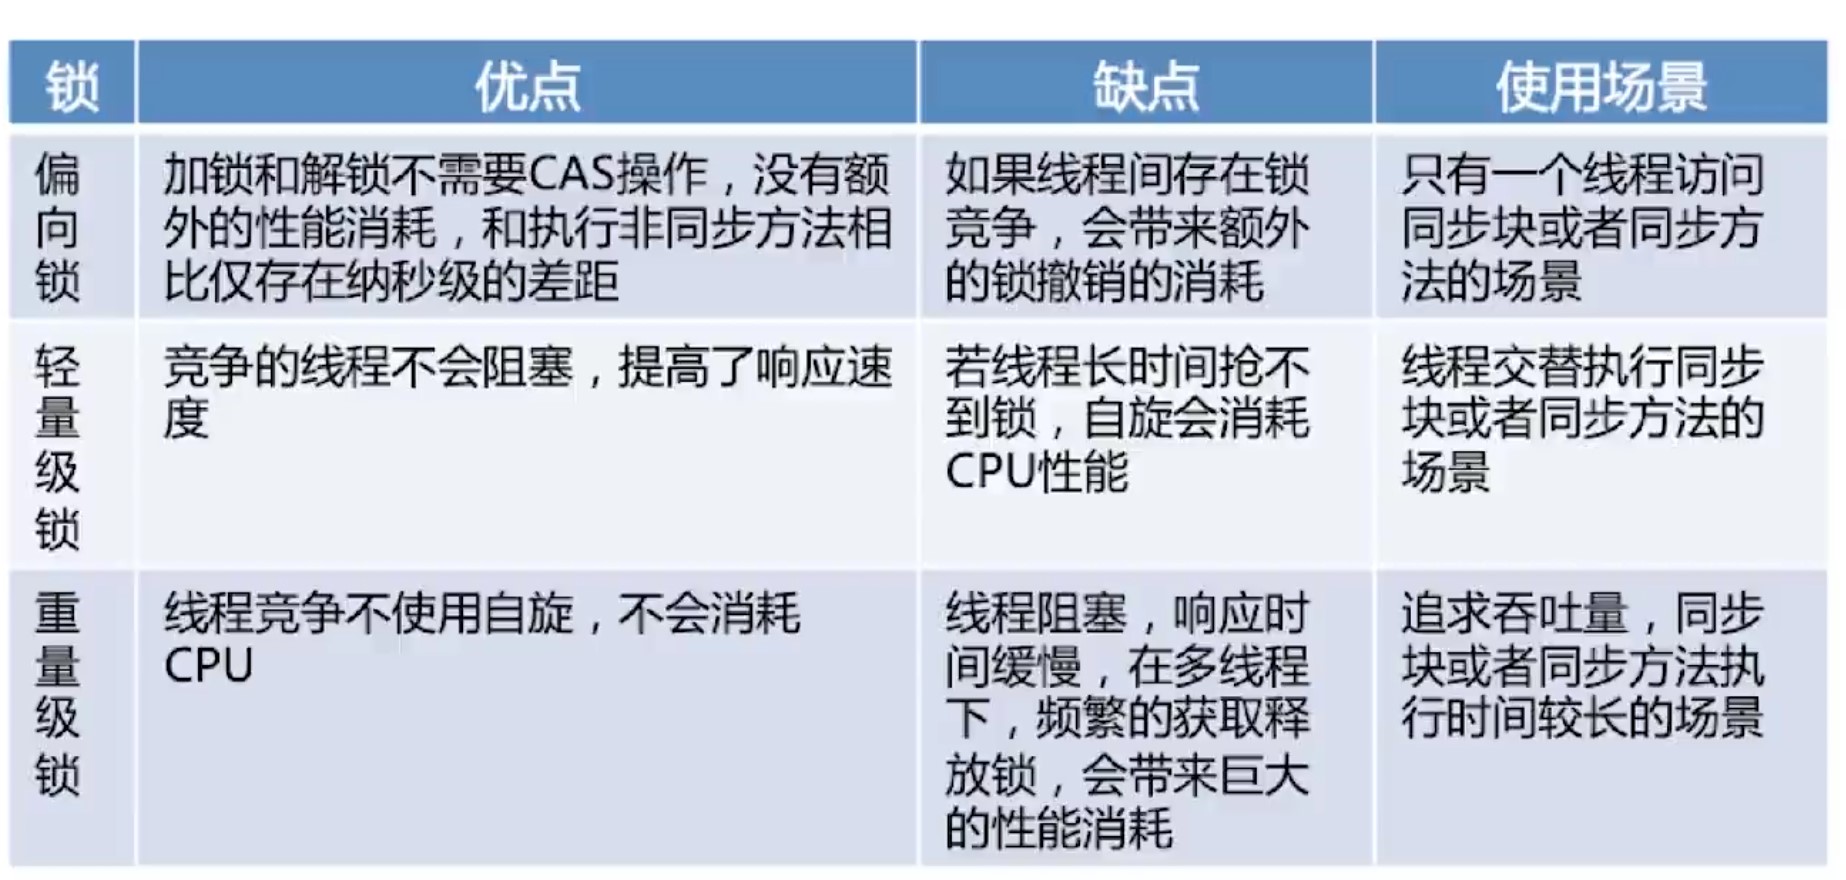 锁
优点
缺点
使用场景
偏
向
锁
加锁和解锁不需要CAS操作，没有额
外的性能消耗，和执行非同步方法相
比仅存在纳秒级的差距
如果线程间存在锁
竞争，会带来额外
的锁撤销的消耗
只有一个线程访问
同步块或者同步方
法的场景
轻
量
级
锁
竞争的线程不会阻塞，提高了响应速
度
若线程长时间抢不
到锁，自旋会消耗
CPU性能
线程交替执行同步
块或者同步方法的
场景
重
量
级
锁
线程竞争不使用自旋，不会消耗
CPU
线程阻塞，响应时
间缓慢，在多线程
下，频繁的获取释
放锁，会带来巨大
的性能消耗
追求吞吐量，同步
块或者同步方法执
行时间较长的场景